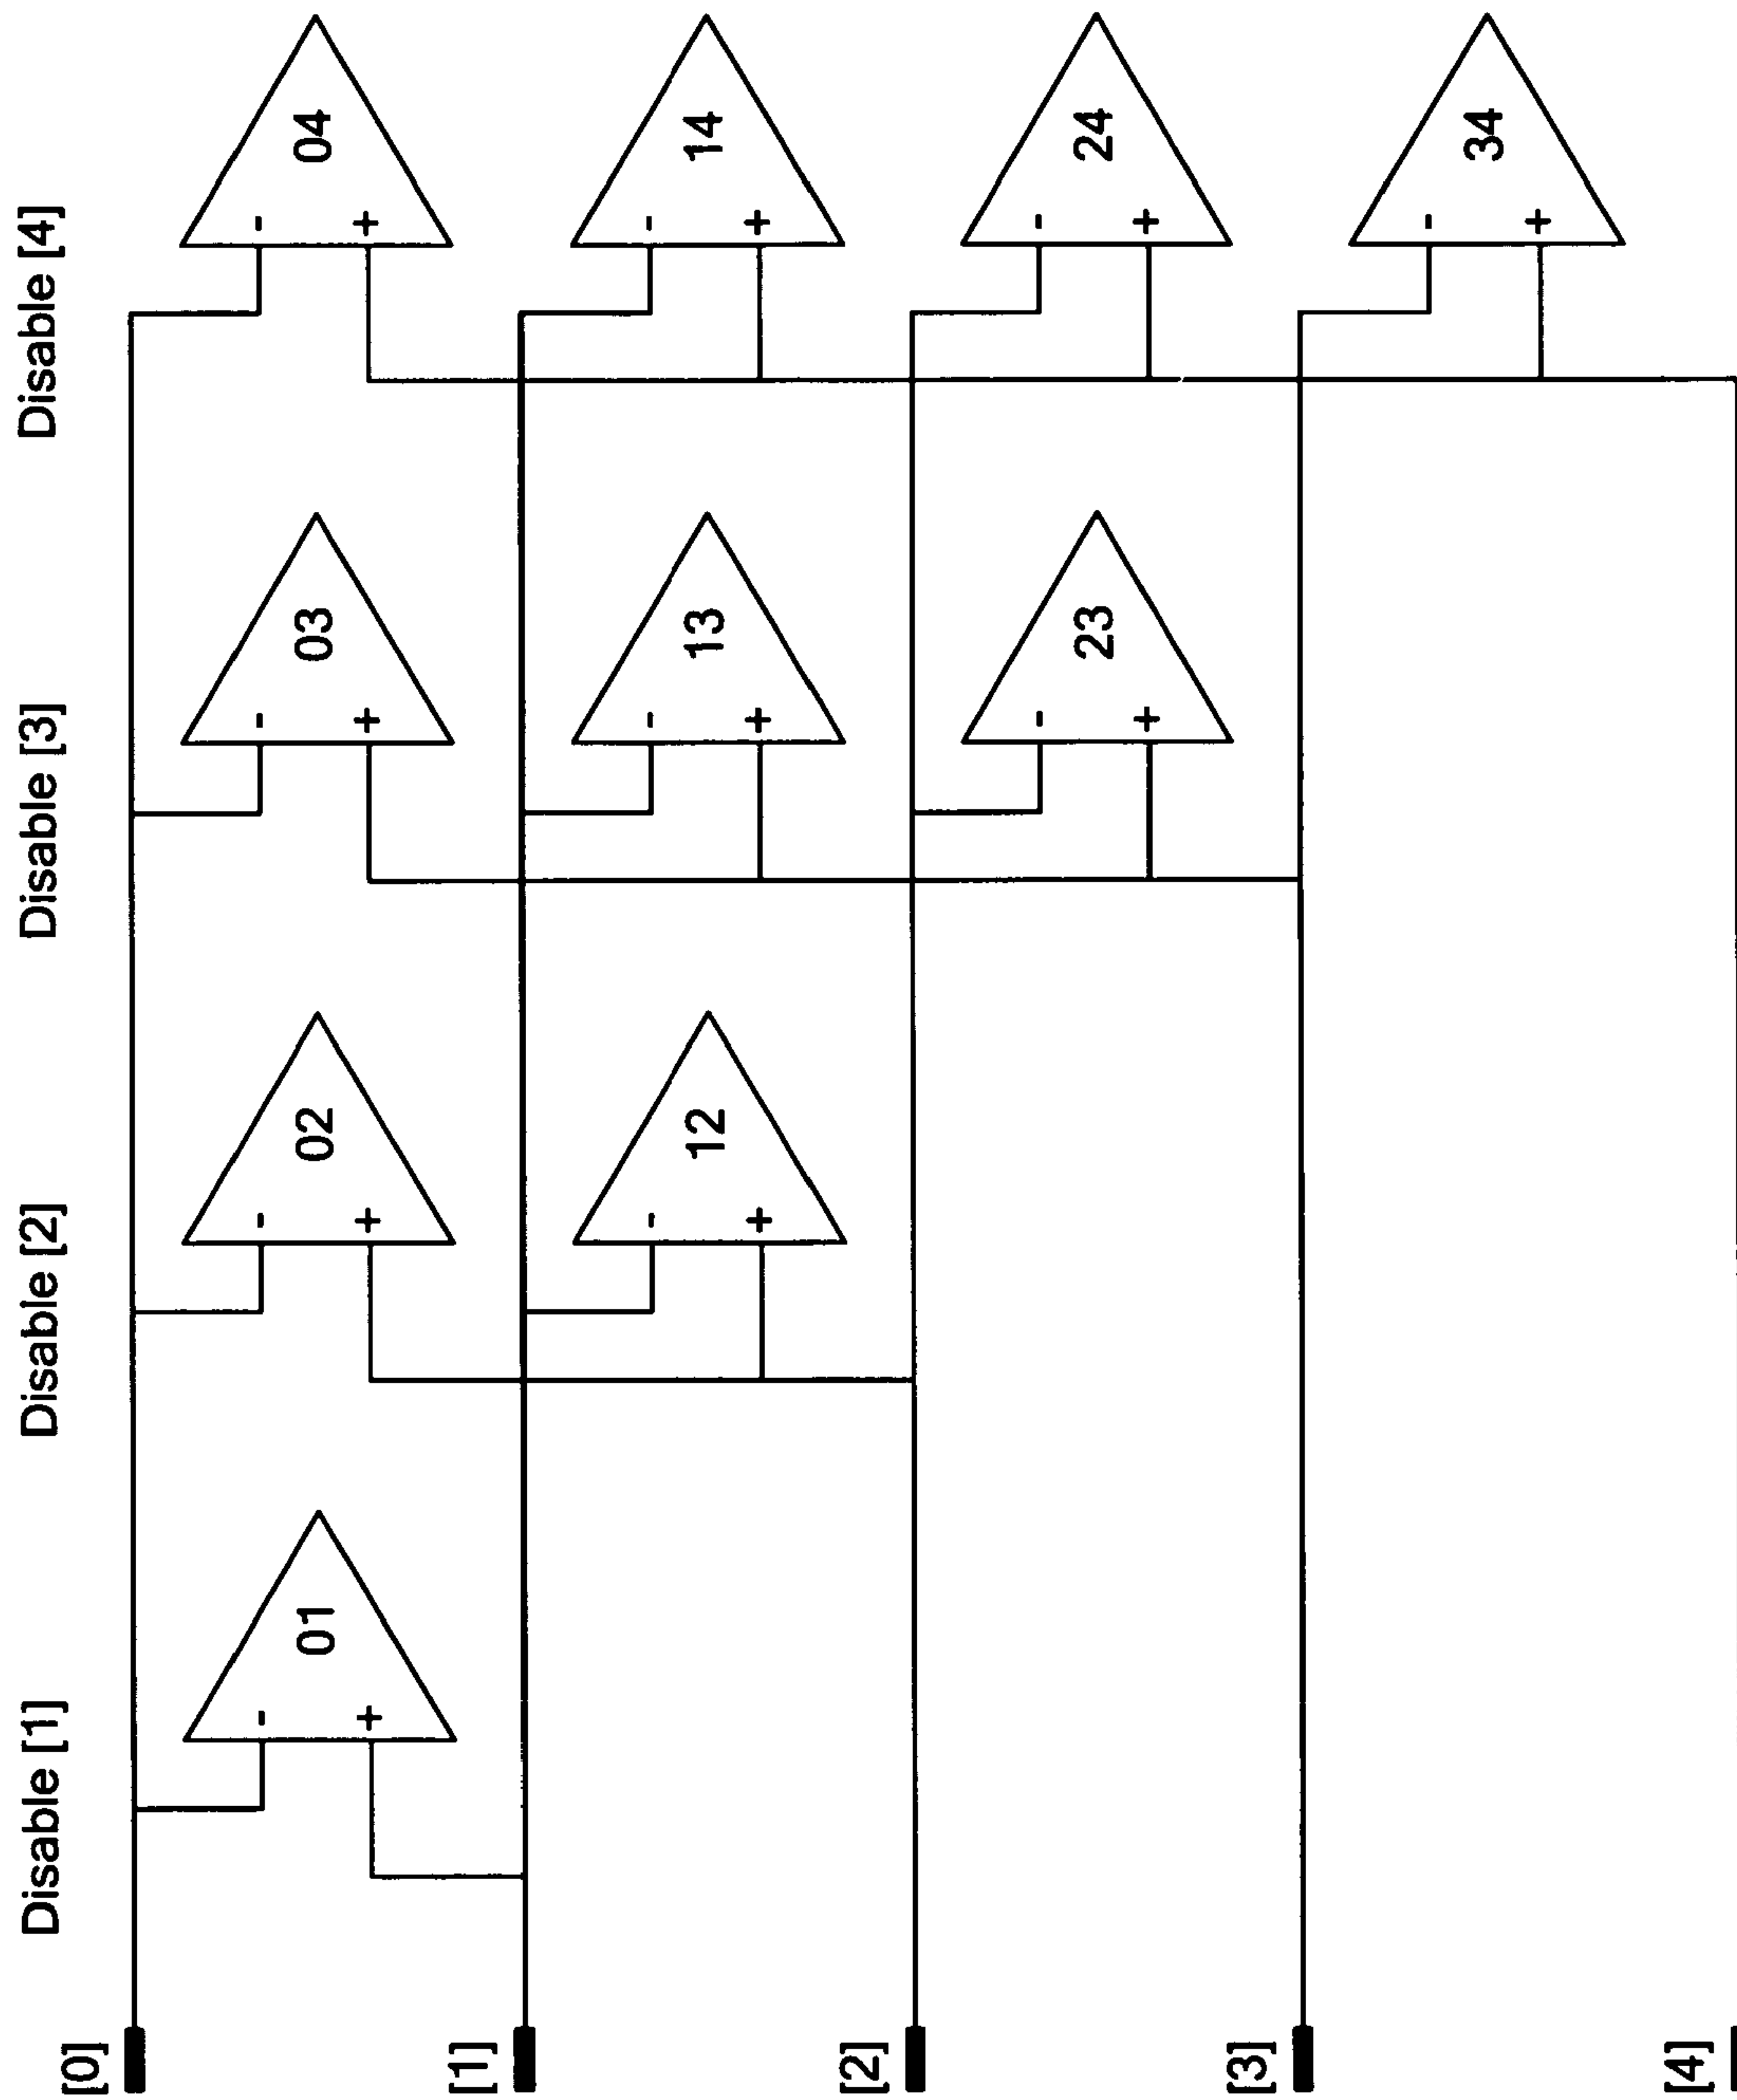 Disable [1] Disable [2] Disable [3] Disable [4]
[0]
- - - -
01 02 03 04
+ + + +
[1]
- - -
12 13 14
+ + +
[2]
- -
23 24
+ +
[3]
-
34
+
[4]